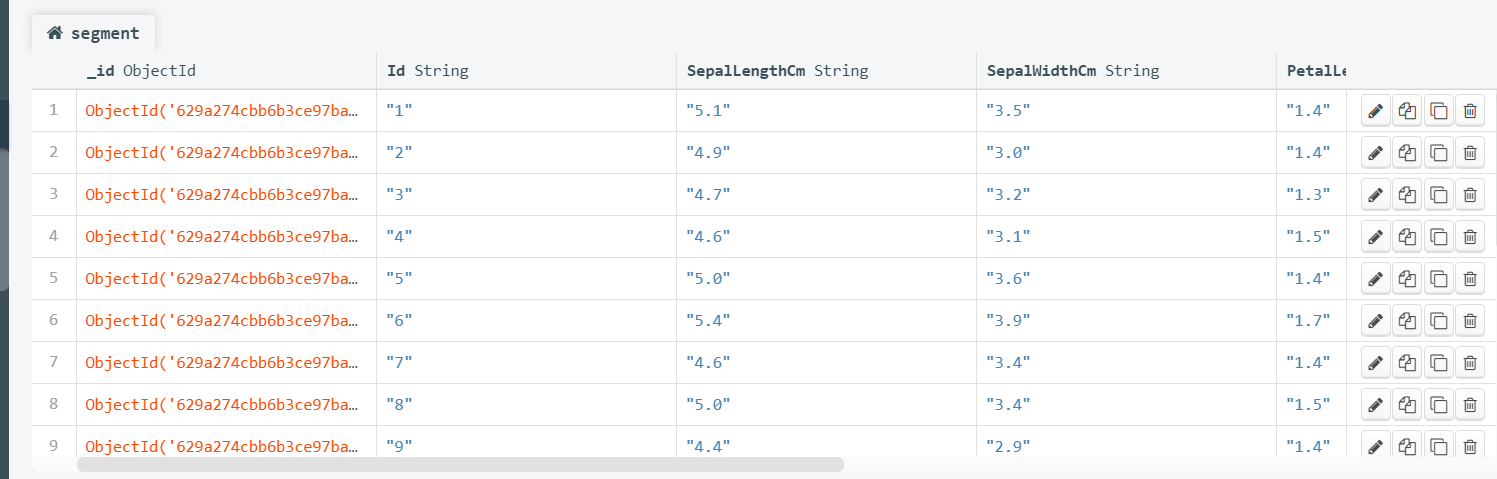 segment
_id ObjectId Id String SepalLengthCm String SepalWidthCm String PetalLe
1 ObjectId('629a274cbb6b3ce97ba… "1" "5.1" "3.5" "1.4"
2 ObjectId('629a274cbb6b3ce97ba… "2" "4.9" "3.0" "1.4"
3 ObjectId('629a274cbb6b3ce97ba… "3" "4.7" "3.2" "1.3"
4 ObjectId('629a274cbb6b3ce97ba… "4" "4.6" "3.1" "1.5"
5 ObjectId('629a274cbb6b3ce97ba… "5" "5.0" "3.6" "1.4"
6 ObjectId('629a274cbb6b3ce97ba… "6" "5.4" "3.9" "1.7"
7 ObjectId('629a274cbb6b3ce97ba… "7" "4.6" "3.4" "1.4"
8 ObjectId('629a274cbb6b3ce97ba… "8" "5.0" "3.4" "1.5"
9 ObjectId('629a274cbb6b3ce97ba… "9" "4.4" "2.9" "1.4"